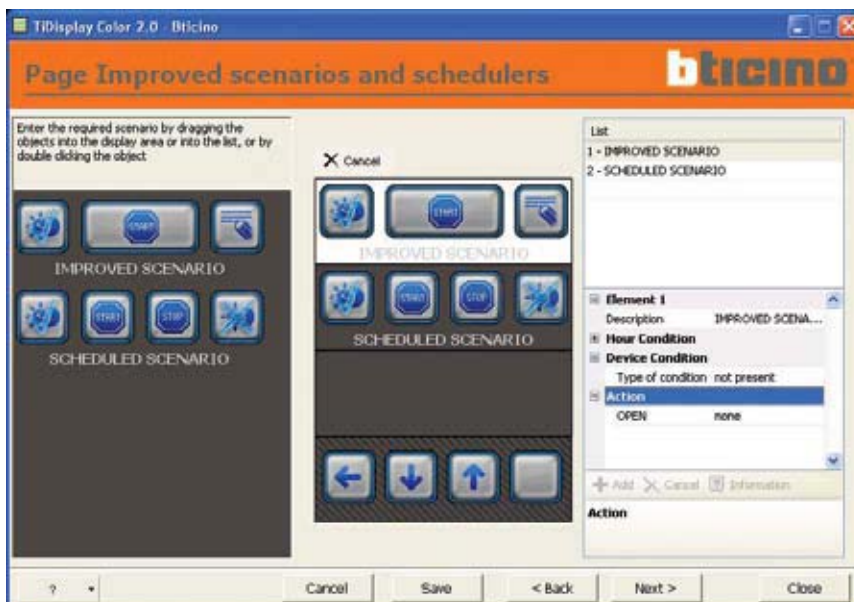 TiDisplay Color 2.0 - Bticino
Page Improved scenarios and schedulers
bticino
Enter the required scenario by dragging the
objects into the display area or into the list, or by
double clicking the object
START
IMPROVED SCENARIO
START STOP
SCHEDULED SCENARIO
Cancel
START
IMPROVED SCENARIO
START STOP
SCHEDULED SCENARIO
List
1 - IMPROVED SCENARIO
2 - SCHEDULED SCENARIO
Element 1
Description IMPROVED SCENA...
Hour Condition
Device Condition
Type of condition not present
Action
OPEN none
Add Cancel Information
Action
? Cancel Save < Back Next > Close